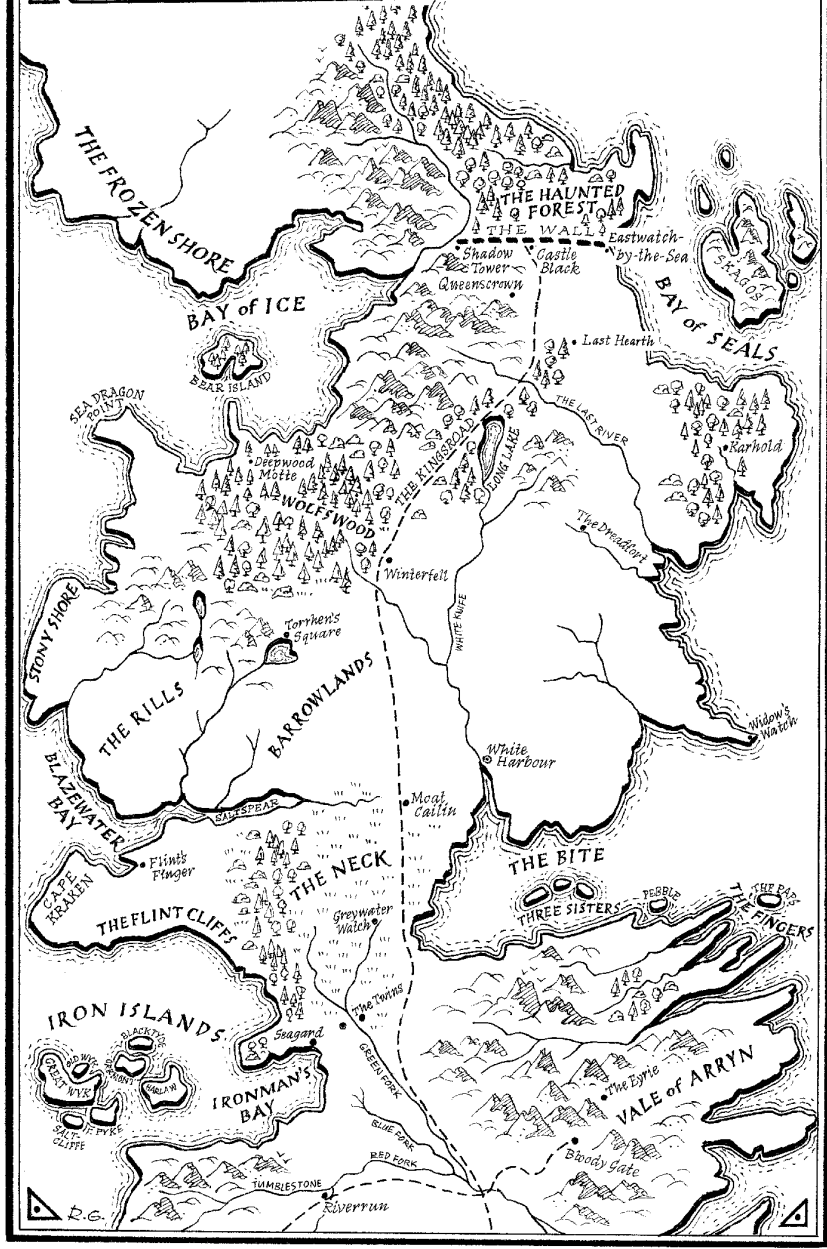 THE FROZEN SHORE
THE HAUNTED
FOREST
THE WALL
Shadow
Tower
Castle
Black
Eastwatch-
by-the-Sea
Queenscrown
SKAGOS
BAY of ICE
BAY of SEALS
BEAR ISLAND
Last Hearth
SEA DRAGON
POINT
THE LAST RIVER
THE KINGSROAD
LONG LAKE
Karhold
Deepwood
Motte
WOLFSWOOD
The Dreadfort
Winterfell
STONY SHORE
WHITE KNIFE
Torrhen's
Square
THE RILLS
BARROWLANDS
Widow's
Watch
White
Harbour
BLAZEWATER
BAY
SALTSPEAR
Moat
Cailin
Flint's
Finger
CAPE
KRAKEN
THE NECK
THE BITE
THREE SISTERS
PEBBLE
THE PAPS
THE FINGERS
THE FLINT CLIFFS
Greywater
Watch
The Twins
IRON ISLANDS
Seagard
BLACKTYDE
OLD WYK
GREAT WYK
HARLAW
PYKE
SALT-
CLIFFE
IRONMAN'S
BAY
GREEN FORK
The Eyrie
VALE of ARRYN
BLUE FORK
RED FORK
Bloody Gate
TUMBLESTONE
Riverrun
R.G.